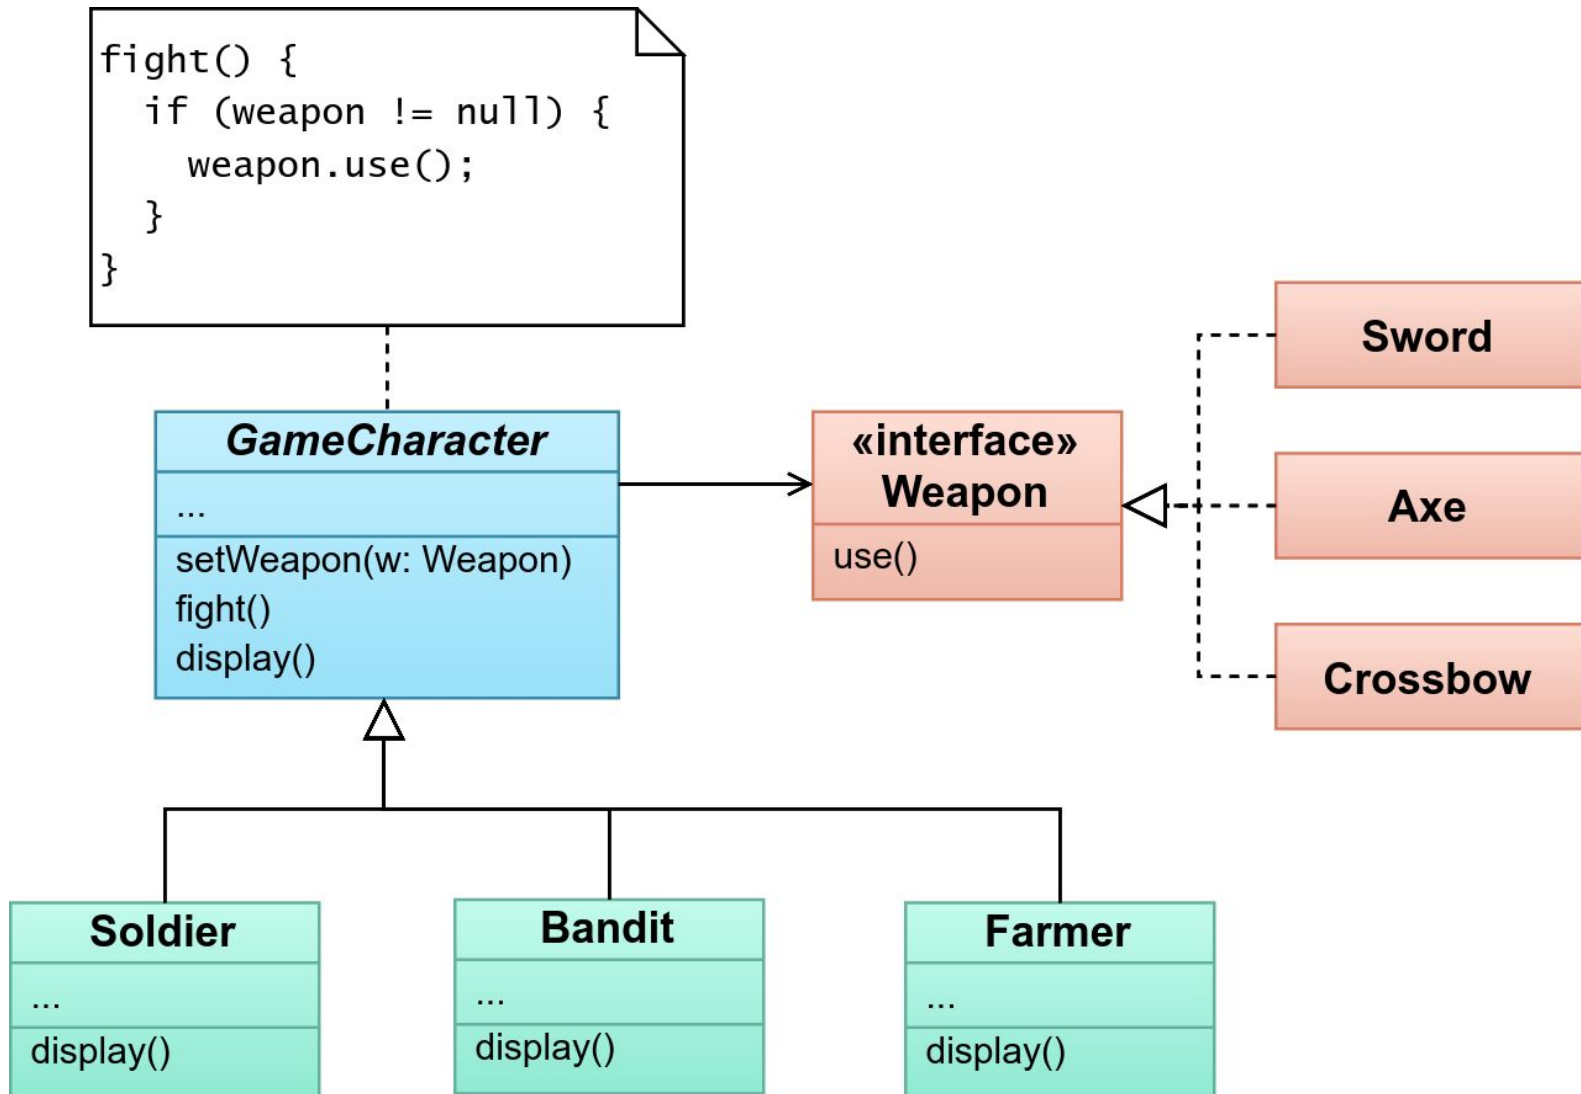 fight() {
  if (weapon != null) {
    weapon.use();
  }
}
GameCharacter
...
setWeapon(w: Weapon)
fight()
display()
«interface»
Weapon
use()
Sword
Axe
Crossbow
Soldier
...
display()
Bandit
...
display()
Farmer
...
display()